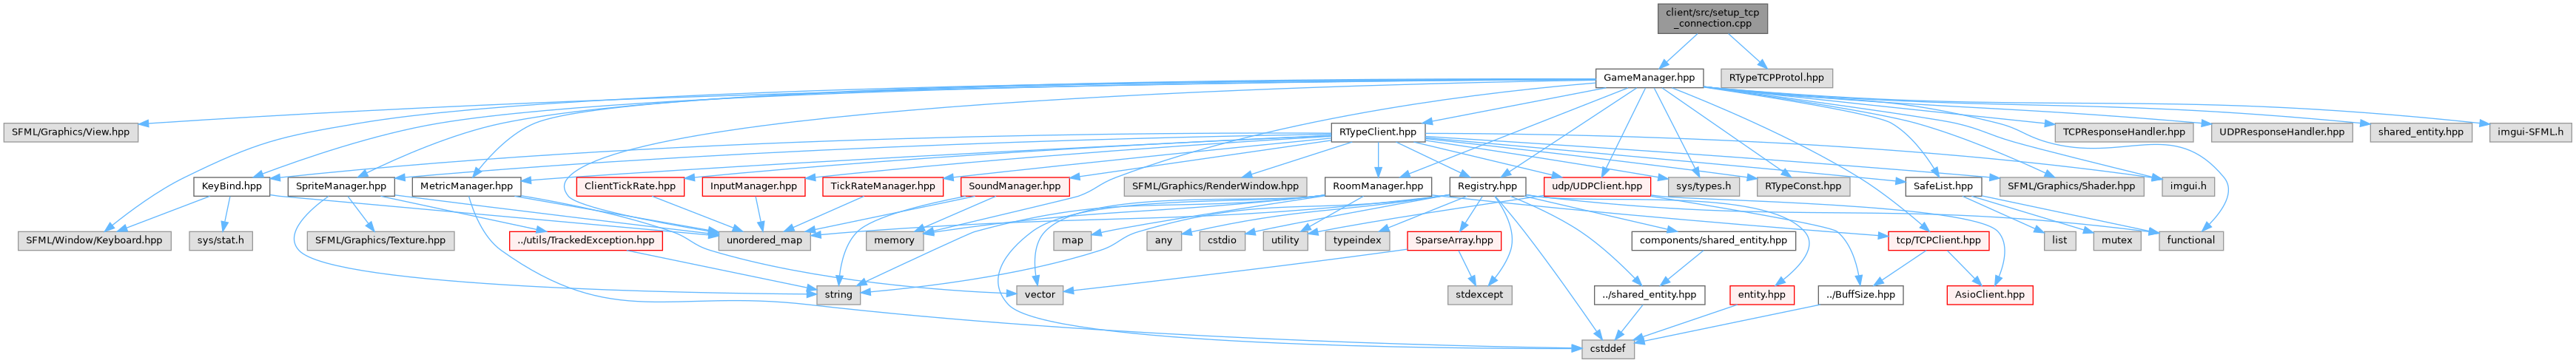 client/src/setup_tcp
_connection.cpp
GameManager.hpp
RTypeTCPProtol.hpp
SFML/Graphics/View.hpp
RTypeClient.hpp
TCPResponseHandler.hpp
UDPResponseHandler.hpp
shared_entity.hpp
imgui-SFML.h
KeyBind.hpp
SpriteManager.hpp
MetricManager.hpp
ClientTickRate.hpp
InputManager.hpp
TickRateManager.hpp
SoundManager.hpp
SFML/Graphics/RenderWindow.hpp
RoomManager.hpp
Registry.hpp
udp/UDPClient.hpp
sys/types.h
RTypeConst.hpp
SafeList.hpp
SFML/Graphics/Shader.hpp
imgui.h
SFML/Window/Keyboard.hpp
sys/stat.h
SFML/Graphics/Texture.hpp
../utils/TrackedException.hpp
unordered_map
memory
map
any
cstdio
utility
typeindex
SparseArray.hpp
components/shared_entity.hpp
tcp/TCPClient.hpp
list
mutex
functional
string
vector
stdexcept
../shared_entity.hpp
entity.hpp
../BuffSize.hpp
AsioClient.hpp
cstddef